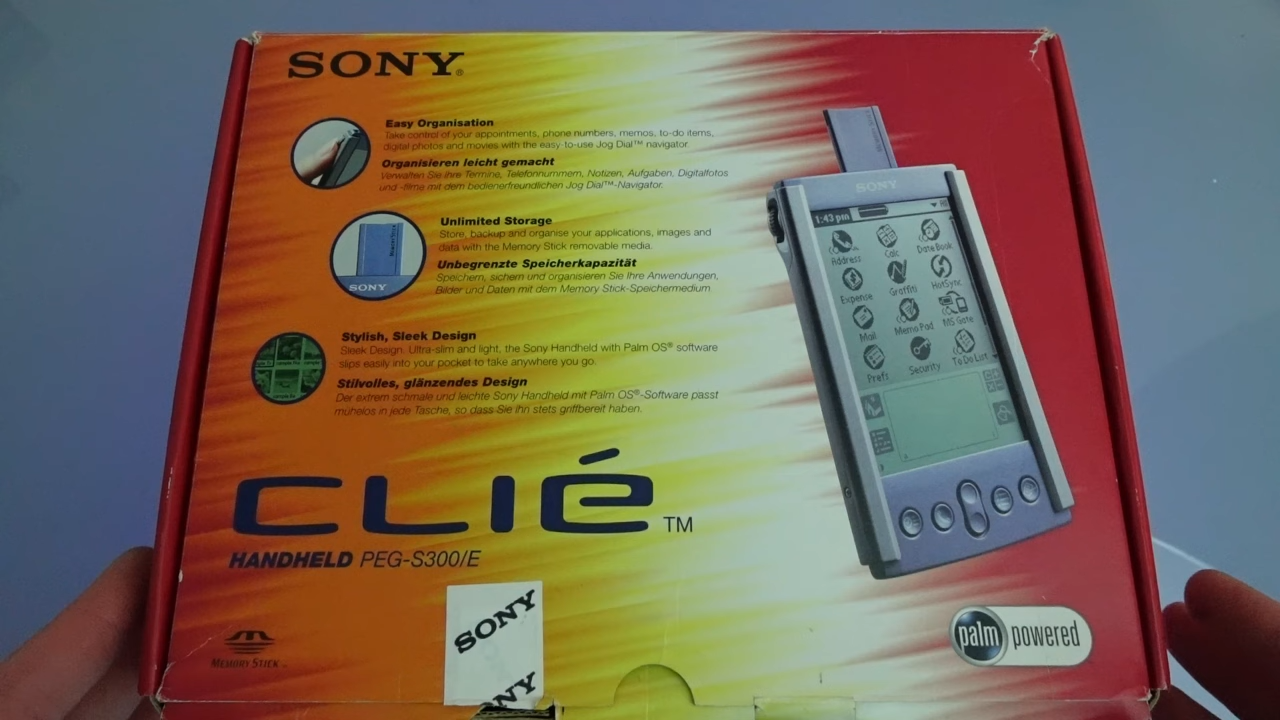 SONY®
Easy Organisation
Take control of your appointments, phone numbers, memos, to-do items,
digital photos and movies with the easy-to-use Jog Dial™ navigator.
Organisieren leicht gemacht
Verwalten Sie ihre Termine, Telefonnummern, Notizen, Aufgaben, Digitalfotos
und -filme mit dem bedienerfreundlichen Jog Dial™-Navigator.
Unlimited Storage
Store, backup and organise your applications, images and
data with the Memory Stick removable media.
Unbegrenzte Speicherkapazität
Speichern, sichern und organisieren Sie Ihre Anwendungen,
Bilder und Daten mit dem Memory Stick-Speichermedium.
SONY
Stylish, Sleek Design
Sleek Design. Ultra-slim and light, the Sony Handheld with Palm OS® software
slips easily into your pocket to take anywhere you go.
Stilvolles, glänzendes Design
Der extrem schmale und leichte Sony Handheld mit Palm OS®-Software passt
mühelos in jede Tasche, so dass Sie ihn stets griffbereit haben.
CLIÉ™
HANDHELD PEG-S300/E
MEMORY STICK™
SONY
NY
SONY
1:43 pm
Address Calc Date Book
Expense Graffiti HotSync
Mail Memo Pad MS Gate
Prefs Security To Do List
palm powered